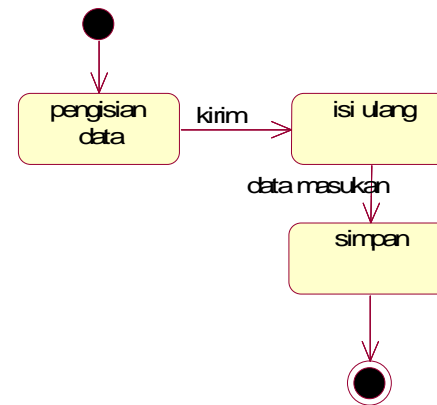 pengisian
data
kirim
isi ulang
data masukan
simpan